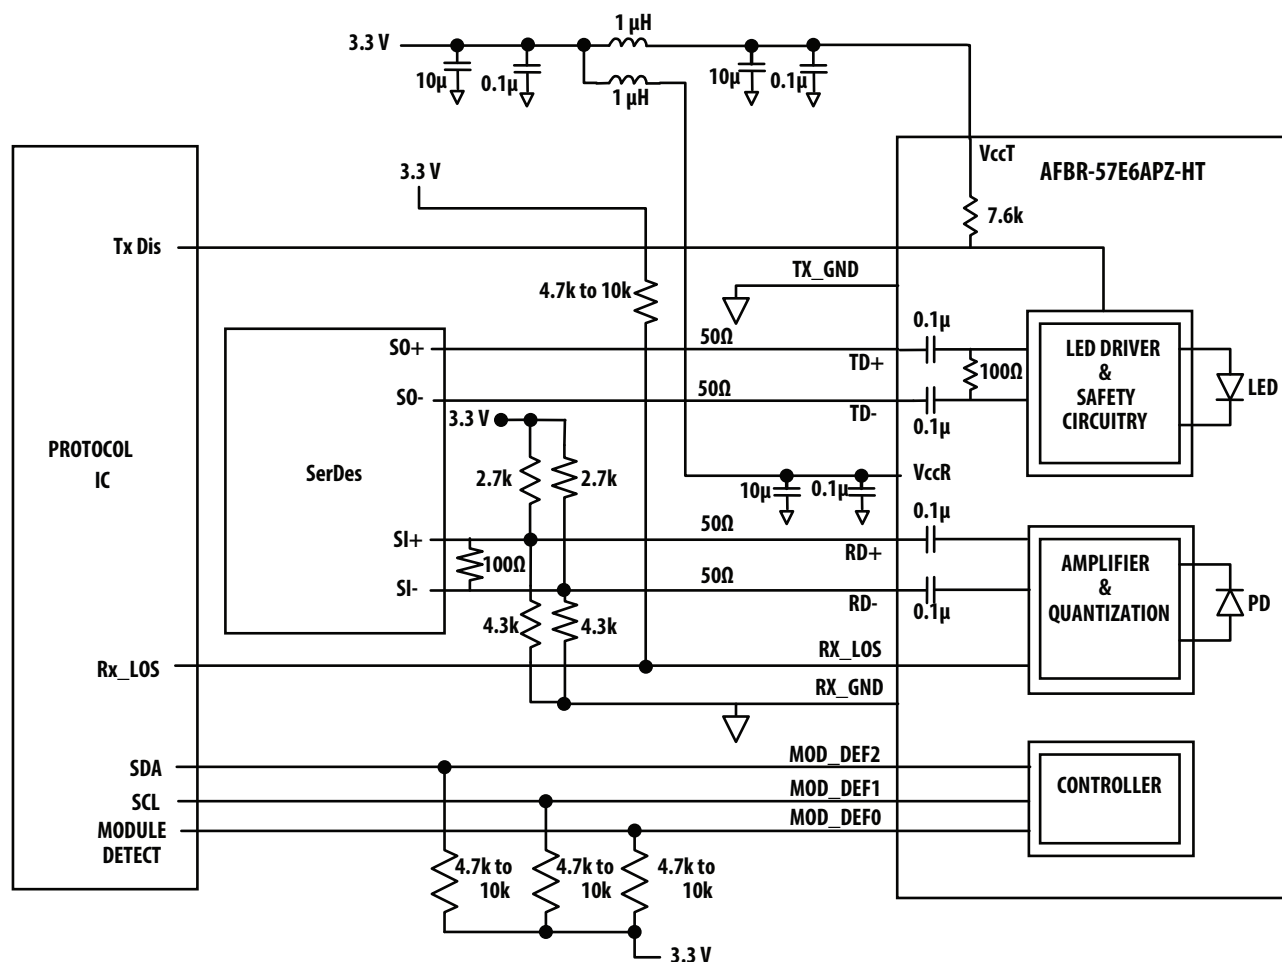 1 µH
3.3 V
10µ
0.1µ
10µ
0.1µ
1 µH
VccT
AFBR-57E6APZ-HT
3.3 V
7.6k
Tx Dis
TX_GND
4.7k to 10k
0.1µ
50Ω
SO+
TD+
100Ω
LED DRIVER
&
SAFETY
CIRCUITRY
LED
SO-
50Ω
TD-
0.1µ
3.3 V
PROTOCOL
IC
SerDes
2.7k
2.7k
VccR
10µ
0.1µ
0.1µ
50Ω
SI+
RD+
100Ω
AMPLIFIER
&
QUANTIZATION
PD
SI-
50Ω
RD-
0.1µ
4.3k
4.3k
Rx_LOS
RX_LOS
RX_GND
SDA
MOD_DEF2
SCL
MOD_DEF1
CONTROLLER
MODULE
DETECT
MOD_DEF0
4.7k to
10k
4.7k to
10k
4.7k to
10k
3.3 V